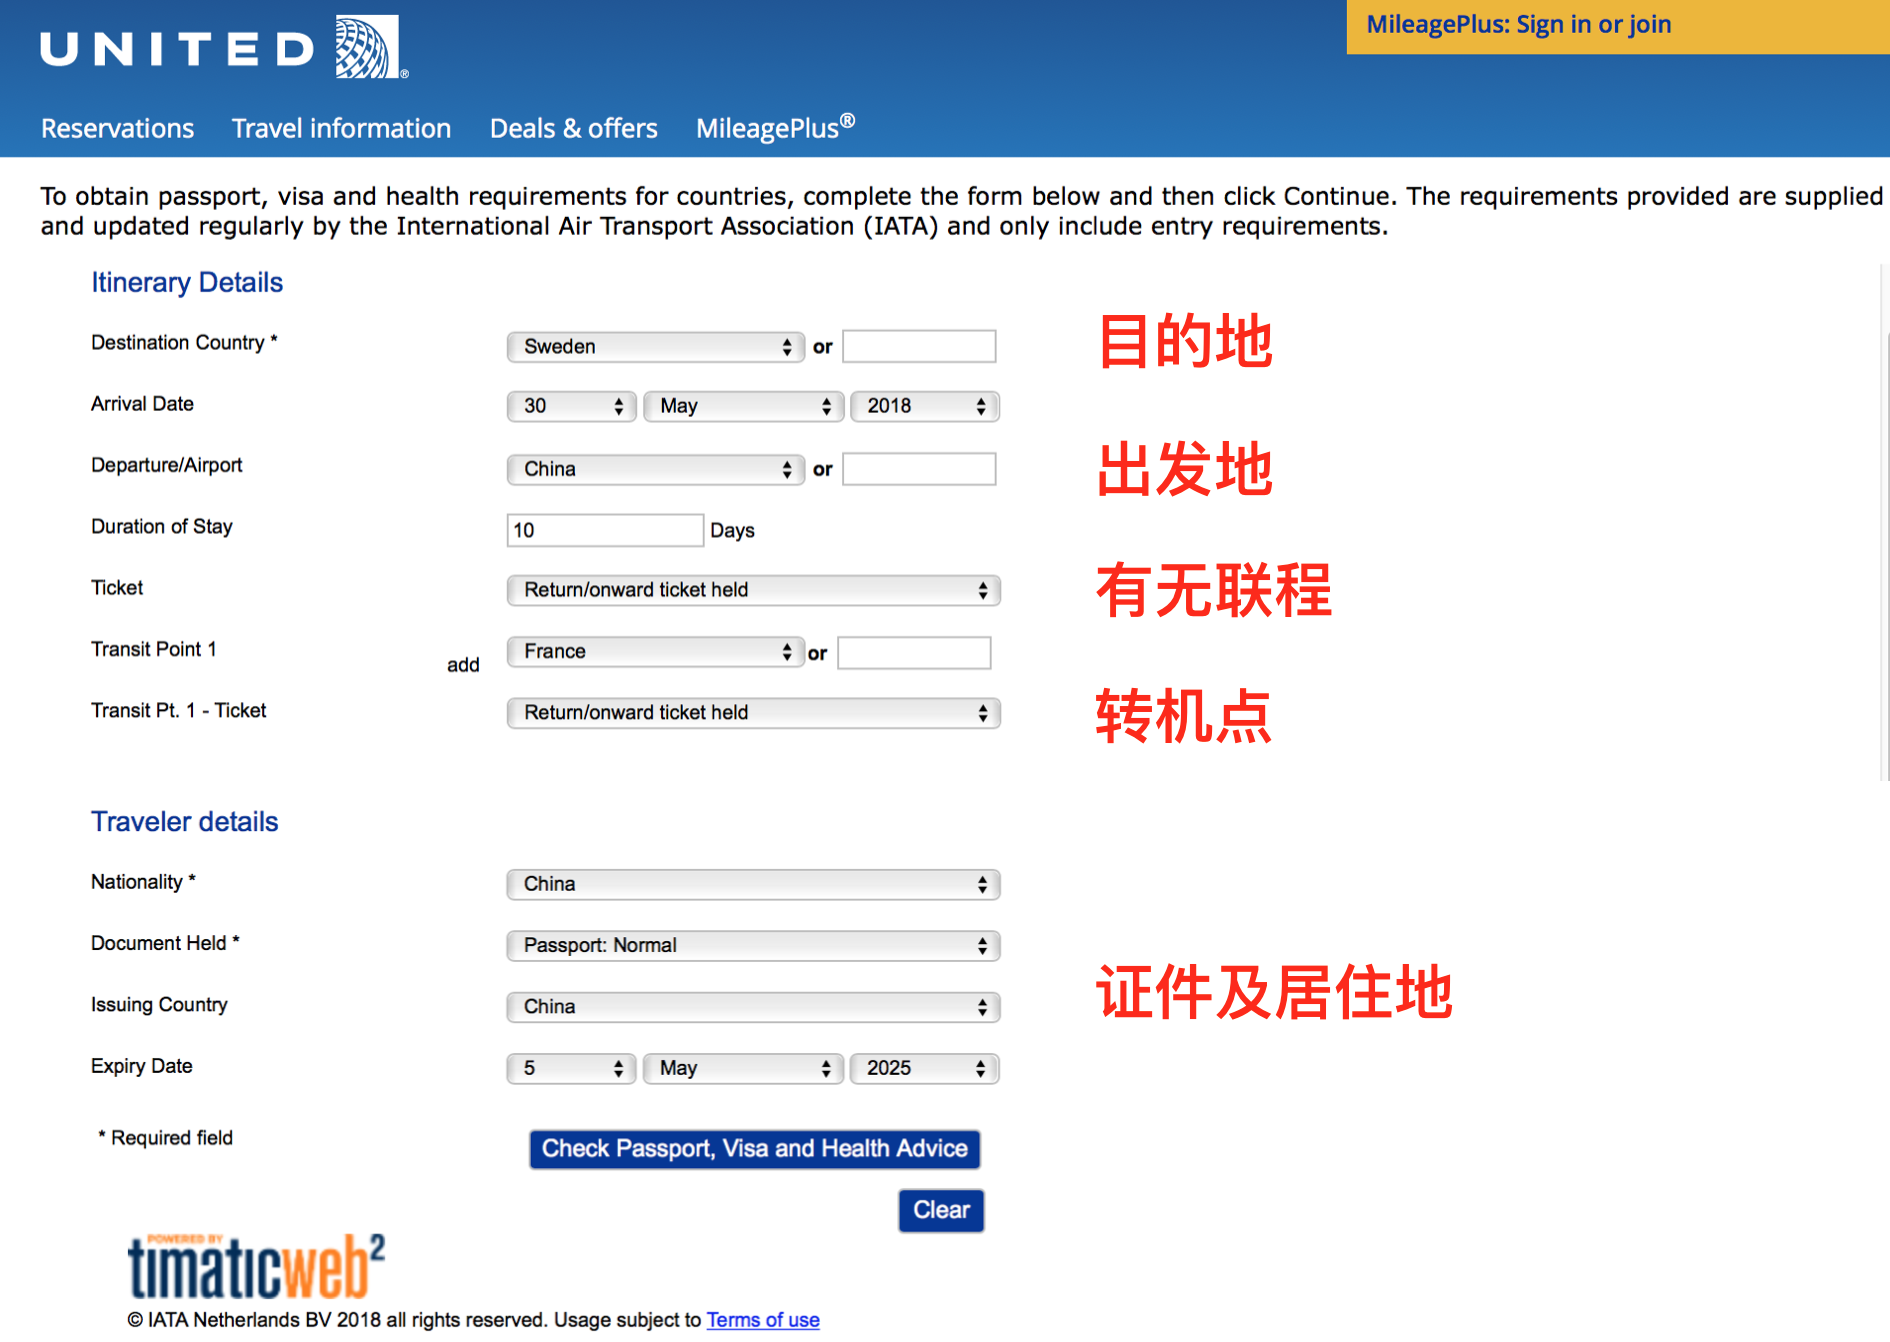 UNITED
MileagePlus: Sign in or join
Reservations Travel information Deals & offers MileagePlus®
To obtain passport, visa and health requirements for countries, complete the form below and then click Continue. The requirements provided are supplied
and updated regularly by the International Air Transport Association (IATA) and only include entry requirements.
Itinerary Details
Destination Country * Sweden or 目的地
Arrival Date 30 May 2018
Departure/Airport China or 出发地
Duration of Stay 10 Days
Ticket Return/onward ticket held 有无联程
Transit Point 1 add France or
Transit Pt. 1 - Ticket Return/onward ticket held 转机点
Traveler details
Nationality * China
Document Held * Passport: Normal
Issuing Country China 证件及居住地
Expiry Date 5 May 2025
* Required field Check Passport, Visa and Health Advice
Clear
POWERED BY
timaticweb2
© IATA Netherlands BV 2018 all rights reserved. Usage subject to Terms of use